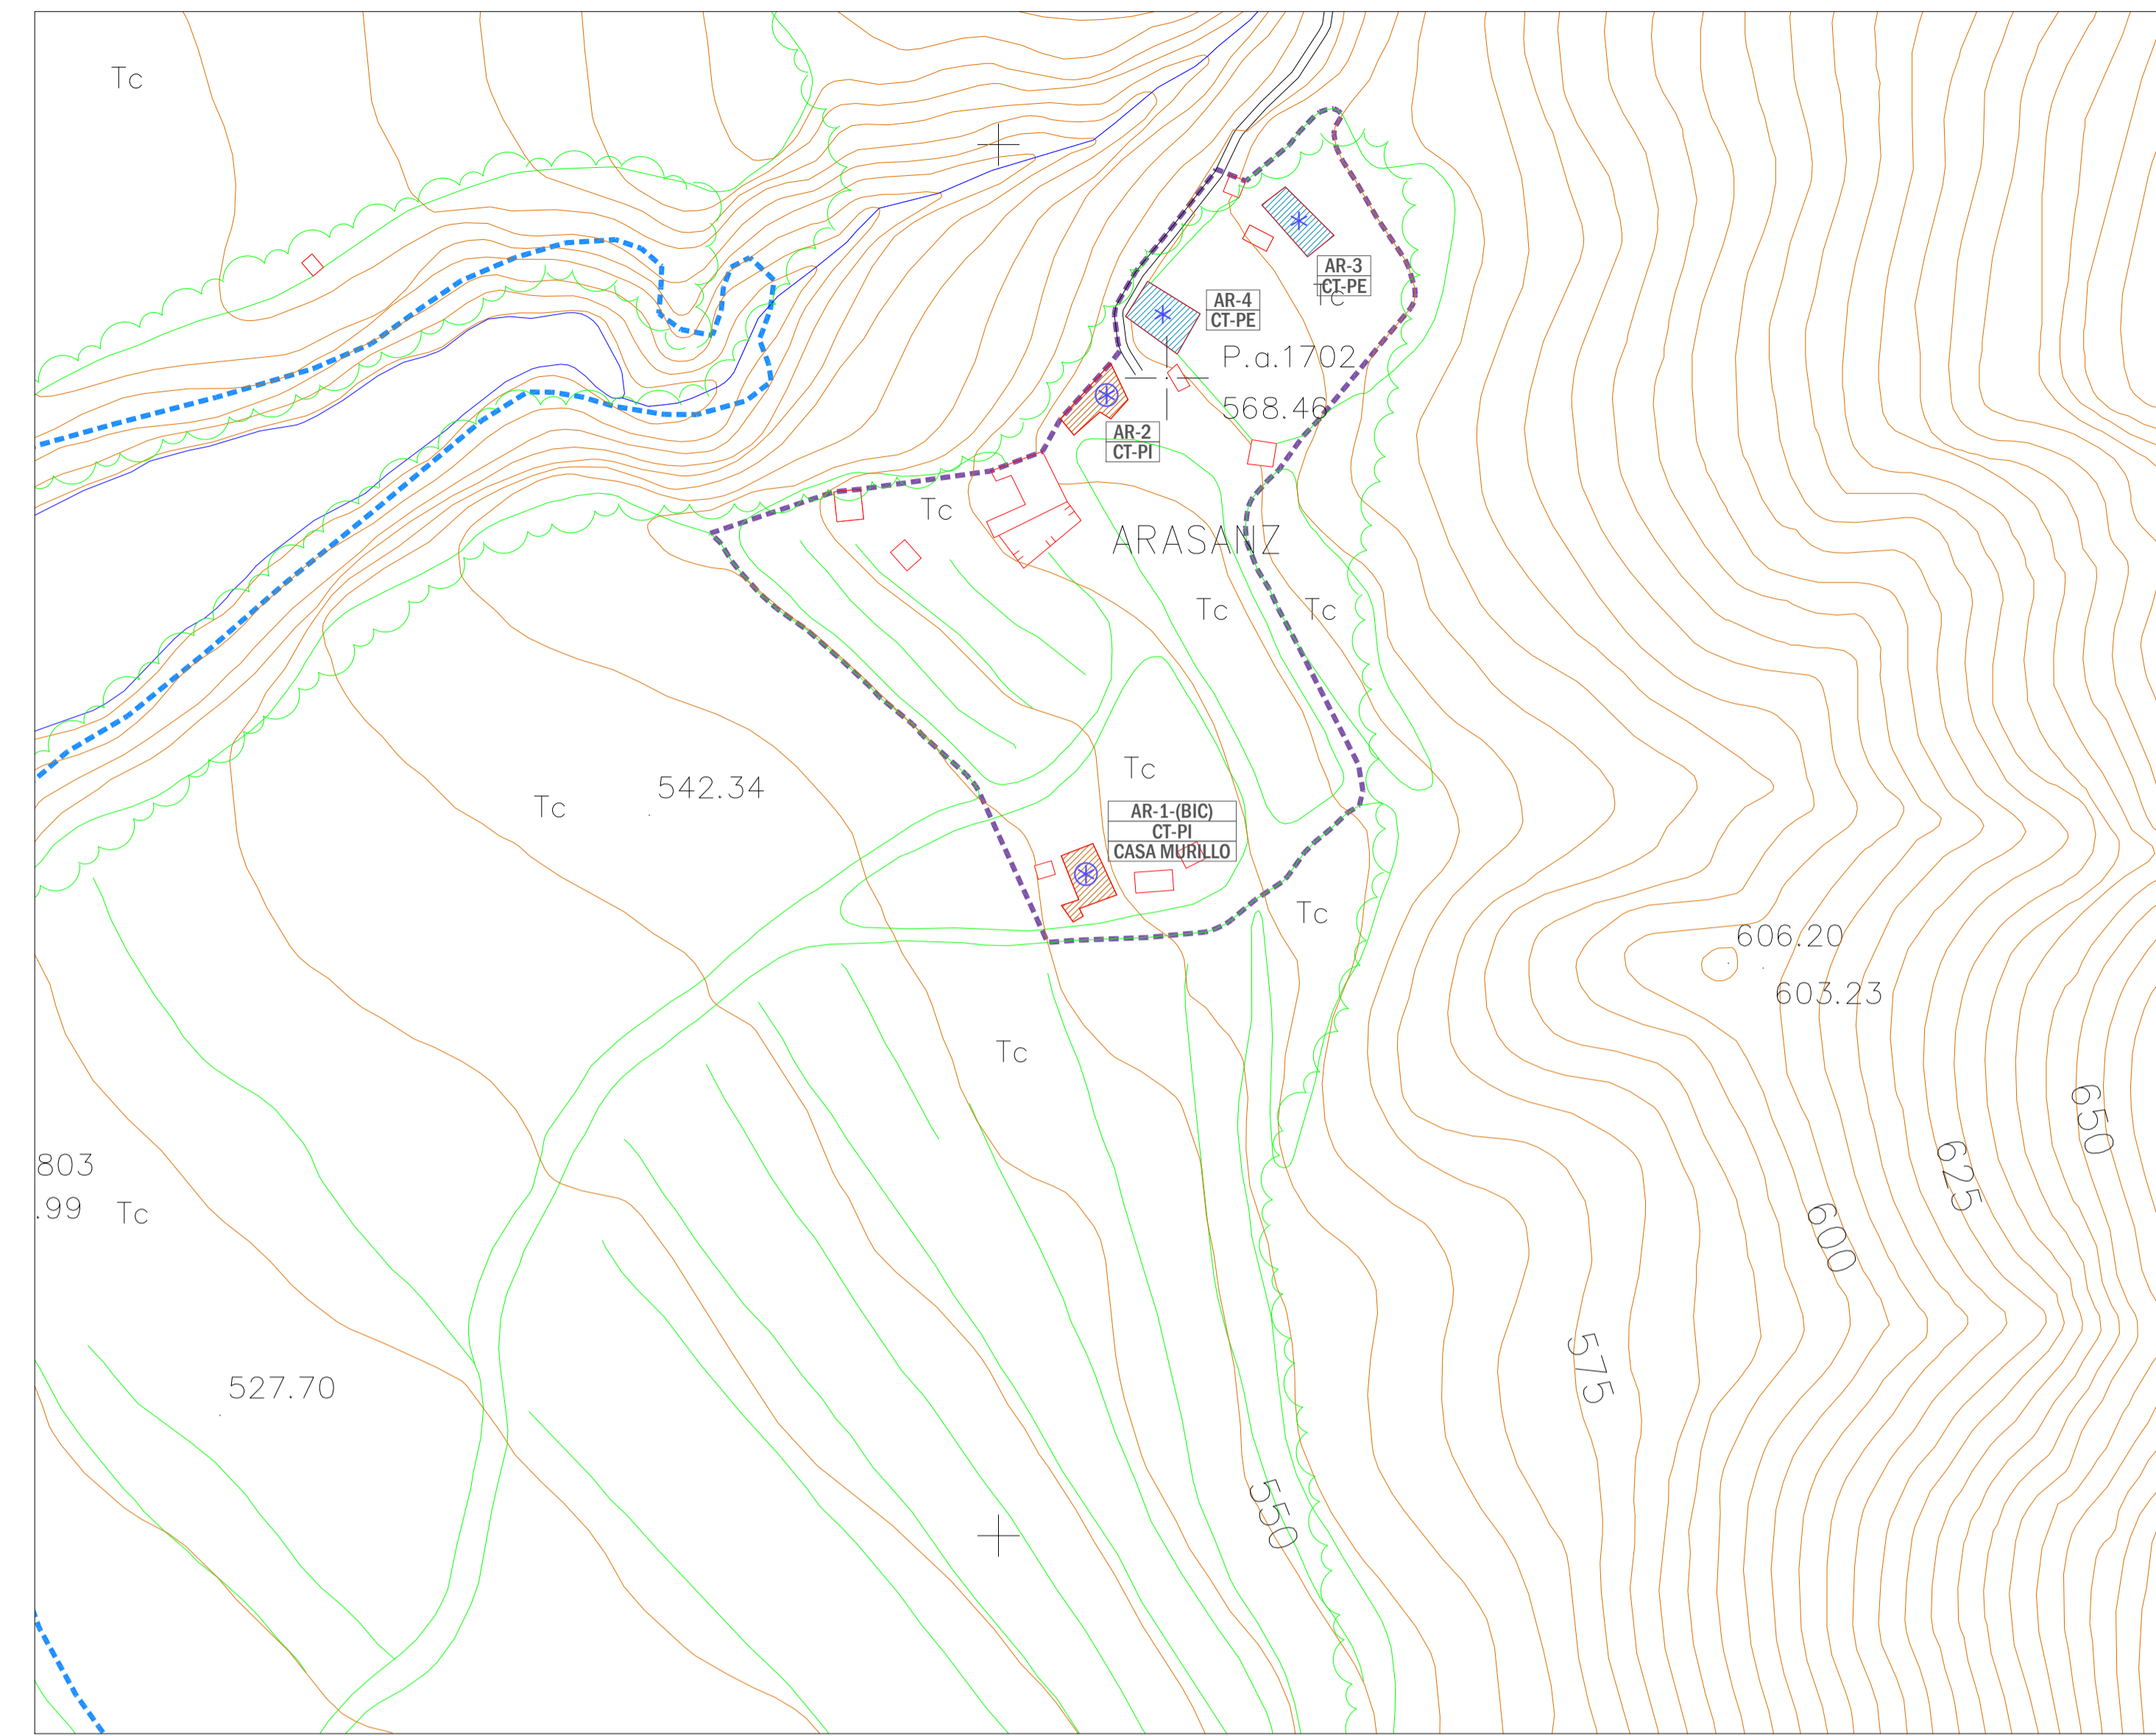 Tc
AR-3
CT-PE
Tc
AR-4
CT-PE
P.a.1702
568.46
AR-2
CT-PI
Tc
ARASANZ
Tc
Tc
Tc
542.34
Tc
AR-1-(BIC)
CT-PI
CASA MURILLO
Tc
606.20
603.23
Tc
650
803
625
.99
Tc
600
575
527.70
550